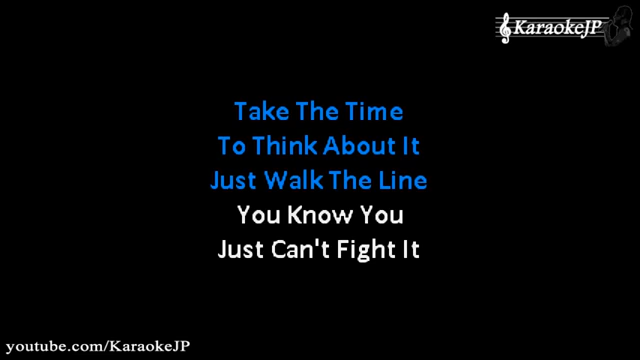 KaraokeJP
Take The Time
To Think About It
Just Walk The Line
You Know You
Just Can't Fight It
youtube.com/KaraokeJP